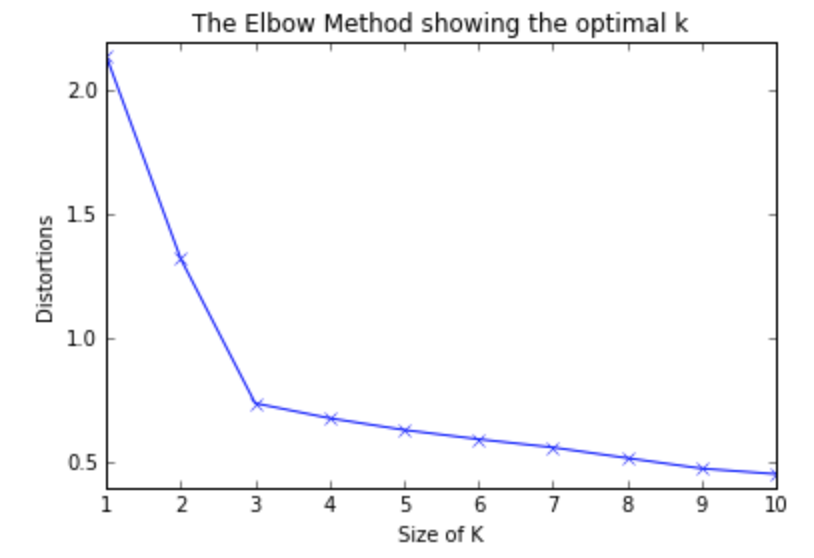 The Elbow Method showing the optimal k
2.0
1.5
1.0
0.5
Distortions
1 2 3 4 5 6 7 8 9 10
Size of K